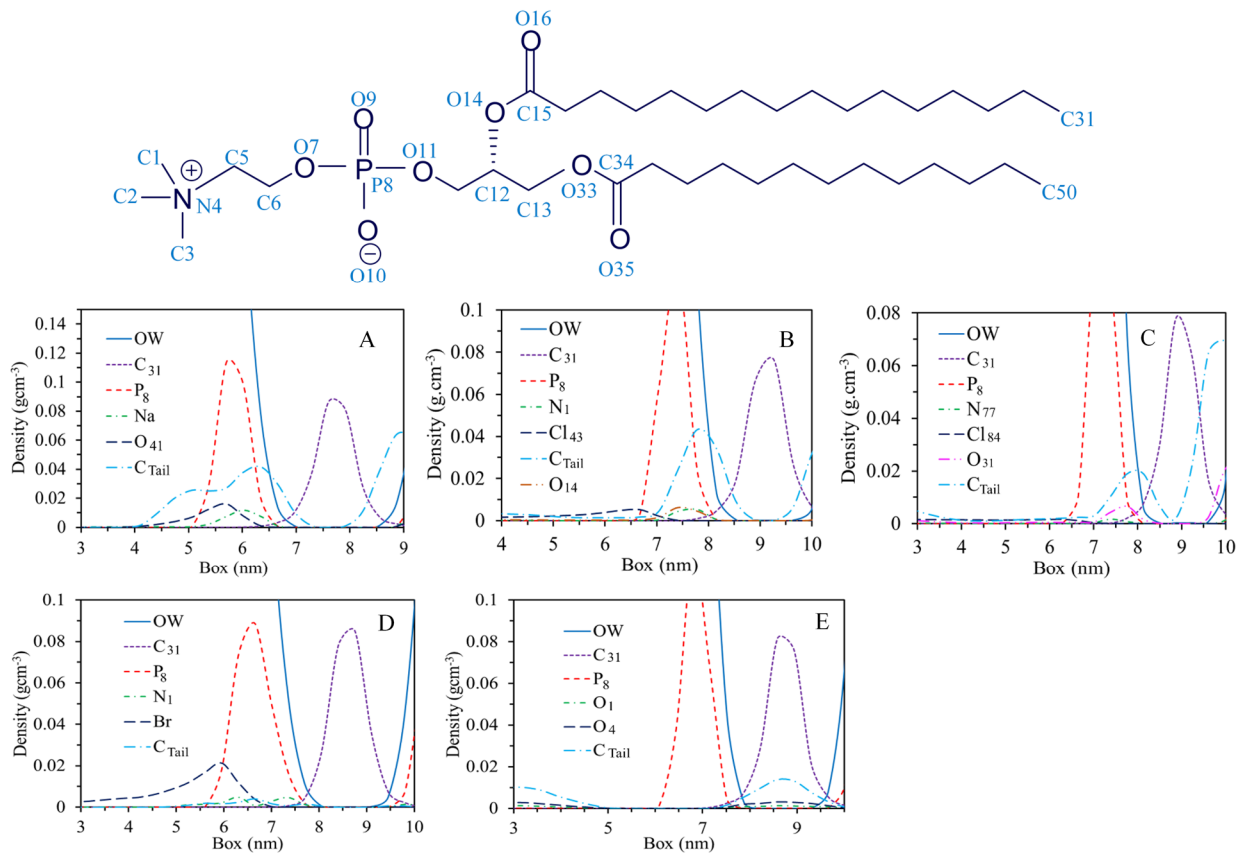 O16
O
O9
O
O14
O
C15
C31
C1
C5
O7
O
P
P8
O11
O
O
O33
C34
C50
C2
N
+
N4
C6
C12
C13
C3
O
−
O10
O
O35
A
Density (gcm-3)
0.14
0.12
0.1
0.08
0.06
0.04
0.02
0
OW
C31
P8
Na
O41
C Tail
3 4 5 6 7 8 9
Box (nm)
B
Density (g.cm-3)
0.1
0.08
0.06
0.04
0.02
0
OW
C31
P8
N1
Cl43
CTail
O14
4 5 6 7 8 9 10
Box (nm)
C
Density (g.cm-3)
0.08
0.06
0.04
0.02
0
OW
C31
P8
N77
Cl84
O31
CTail
3 4 5 6 7 8 9 10
Box (nm)
D
Density (gcm-3)
0.1
0.08
0.06
0.04
0.02
0
OW
C31
P8
N1
Br
C Tail
3 4 5 6 7 8 9 10
Box (nm)
E
Density (gcm-3)
0.1
0.08
0.06
0.04
0.02
0
OW
C31
P8
O1
O4
C Tail
3 5 7 9
Box (nm)